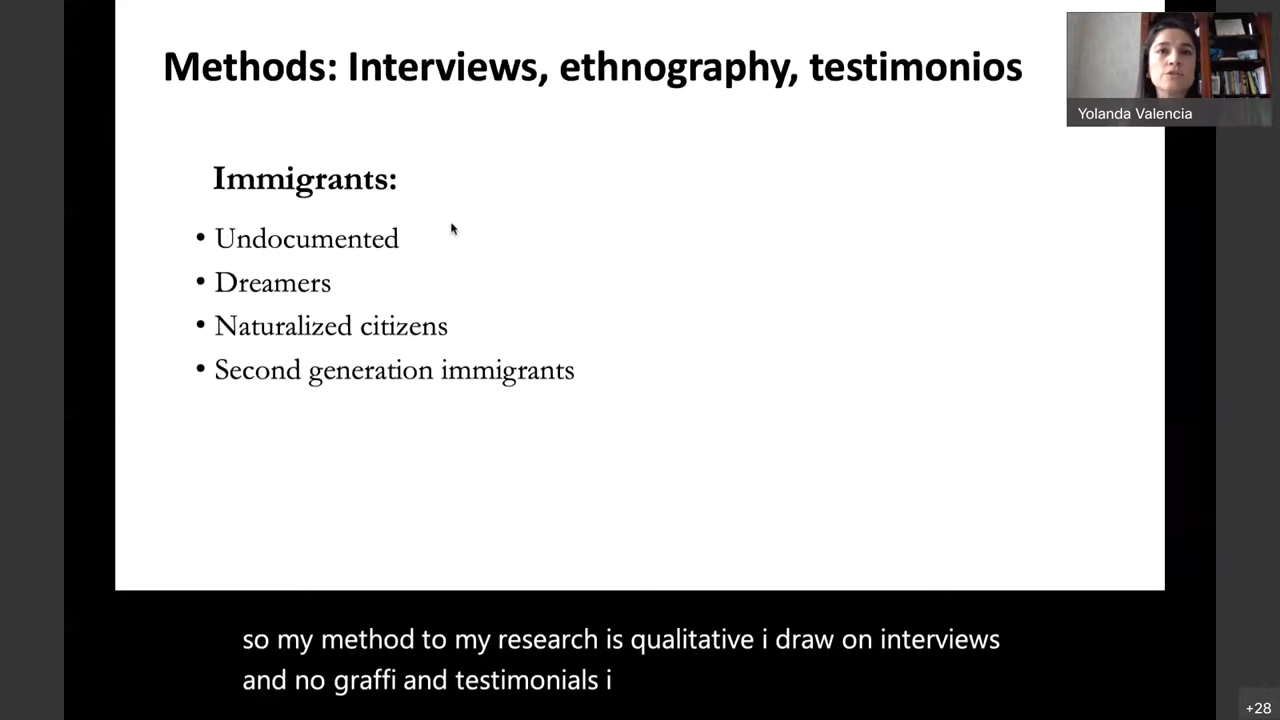 Methods: Interviews, ethnography, testimonios
Yolanda Valencia
Immigrants:
• Undocumented
• Dreamers
• Naturalized citizens
• Second generation immigrants
so my method to my research is qualitative i draw on interviews
and no graffi and testimonials i
+28